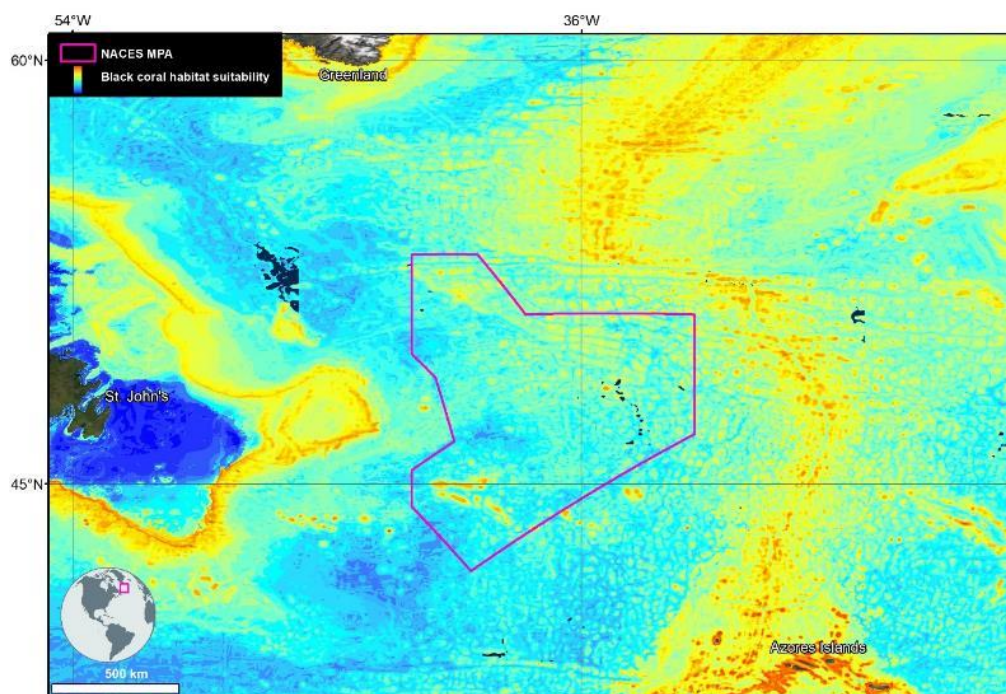 54°W
36°W
NACES MPA
Black coral habitat suitability
60°N
Greenland
St. John's
45°N
500 km
Azores Islands